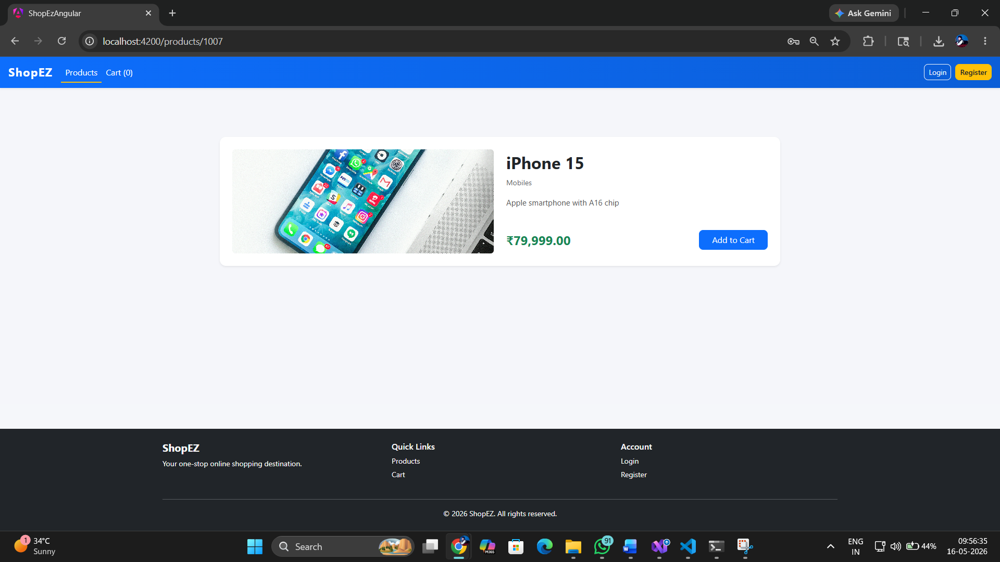 ShopEzAngular
Ask Gemini
localhost:4200/products/1007
ShopEZ
Products
Cart (0)
Login
Register
iPhone 15
Mobiles
Apple smartphone with A16 chip
₹79,999.00
Add to Cart
ShopEZ
Your one-stop online shopping destination.
Quick Links
Products
Cart
Account
Login
Register
© 2026 ShopEZ. All rights reserved.
1
34°C
Sunny
Search
M365
91
ENG
IN
44%
09:56:35
16-05-2026